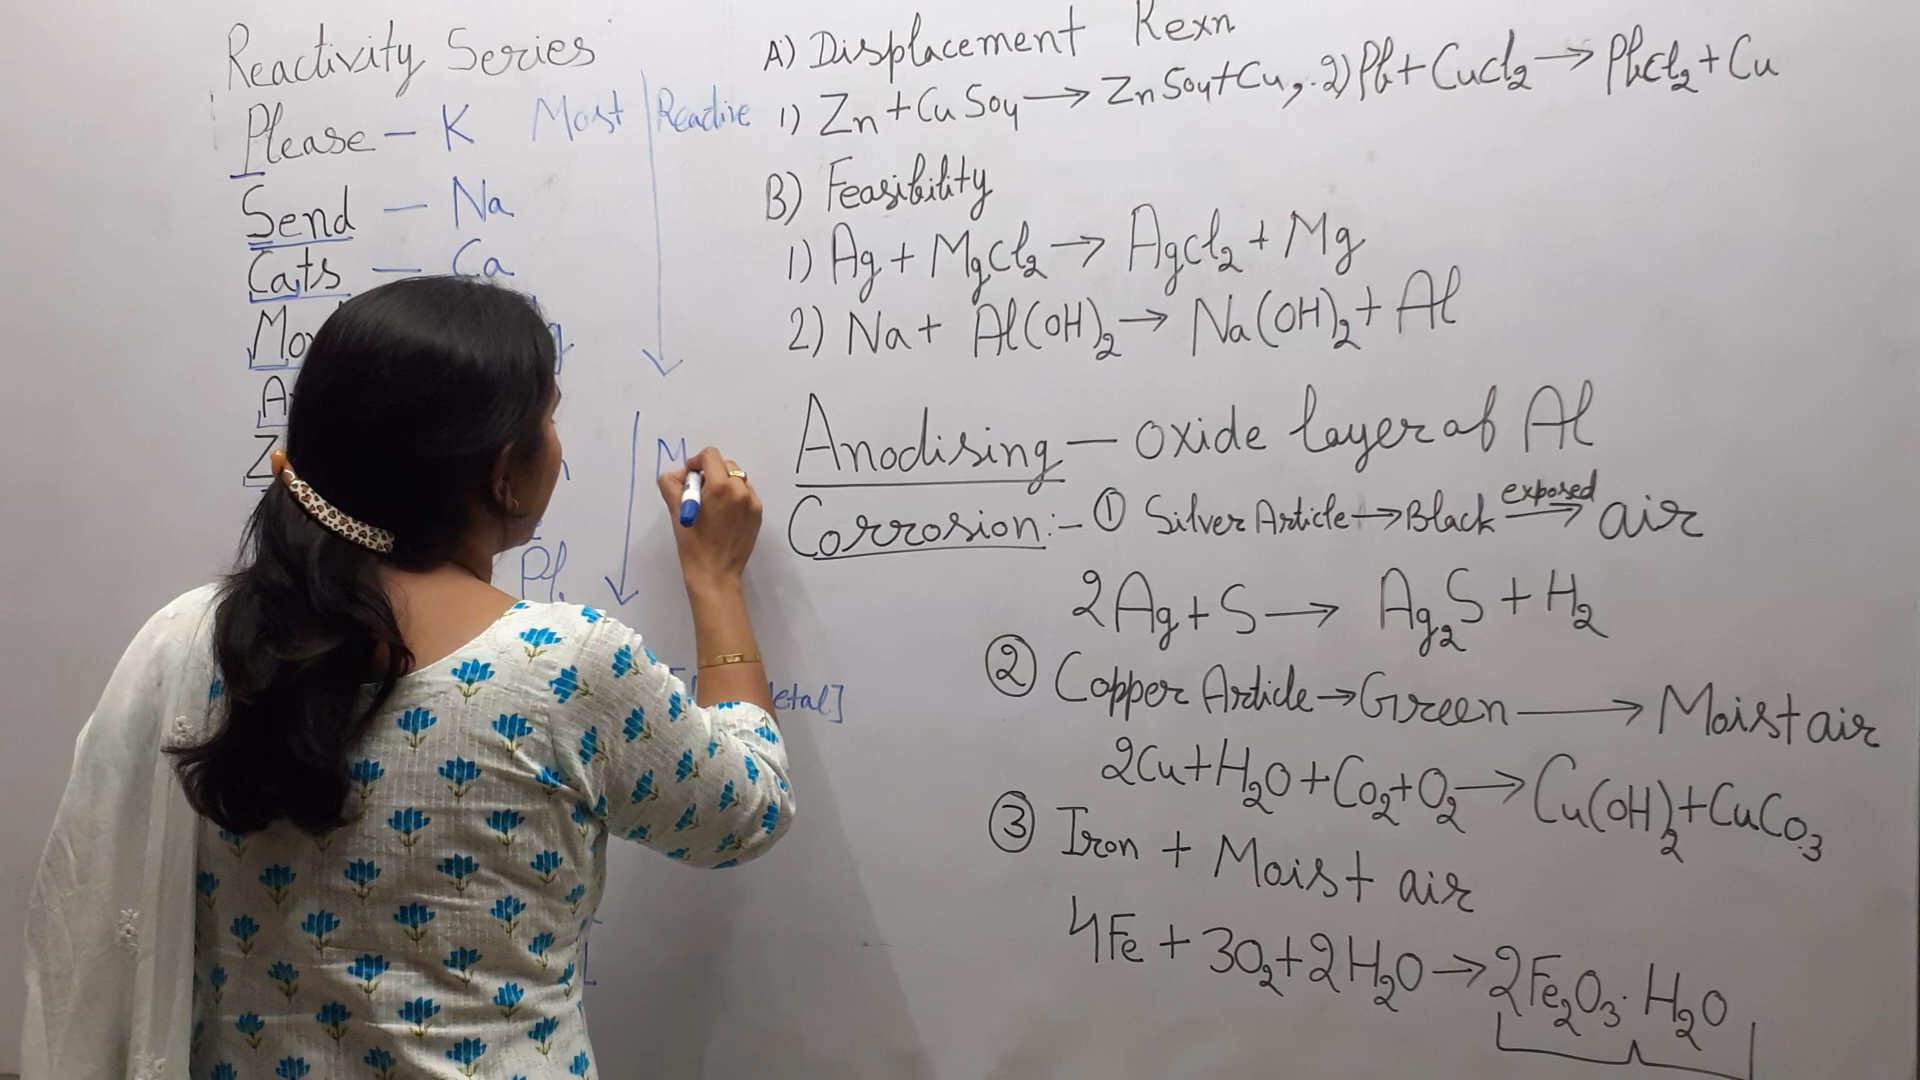 Reactivity Series
Please – K Most Reactive
Send – Na
Cats – Ca
Pb
M
etal]
A) Displacement Rexn
1) Zn + CuSO4 → ZnSO4 + Cu, 2) Pb + CuCl2 → PbCl2 + Cu
B) Feasibility
1) Ag + MgCl2 → AgCl2 + Mg
2) Na + Al(OH)2 → Na(OH)2 + Al
Anodising – oxide layer of Al
Corrosion :– ① Silver Article → Black exposed → air
2Ag + S → Ag2S + H2
② Copper Article → Green → Moist air
2Cu + H2O + CO2 + O2 → Cu(OH)2 + CuCO3
③ Iron + Moist air
4Fe + 3O2 + 2H2O → 2Fe2O3·H2O